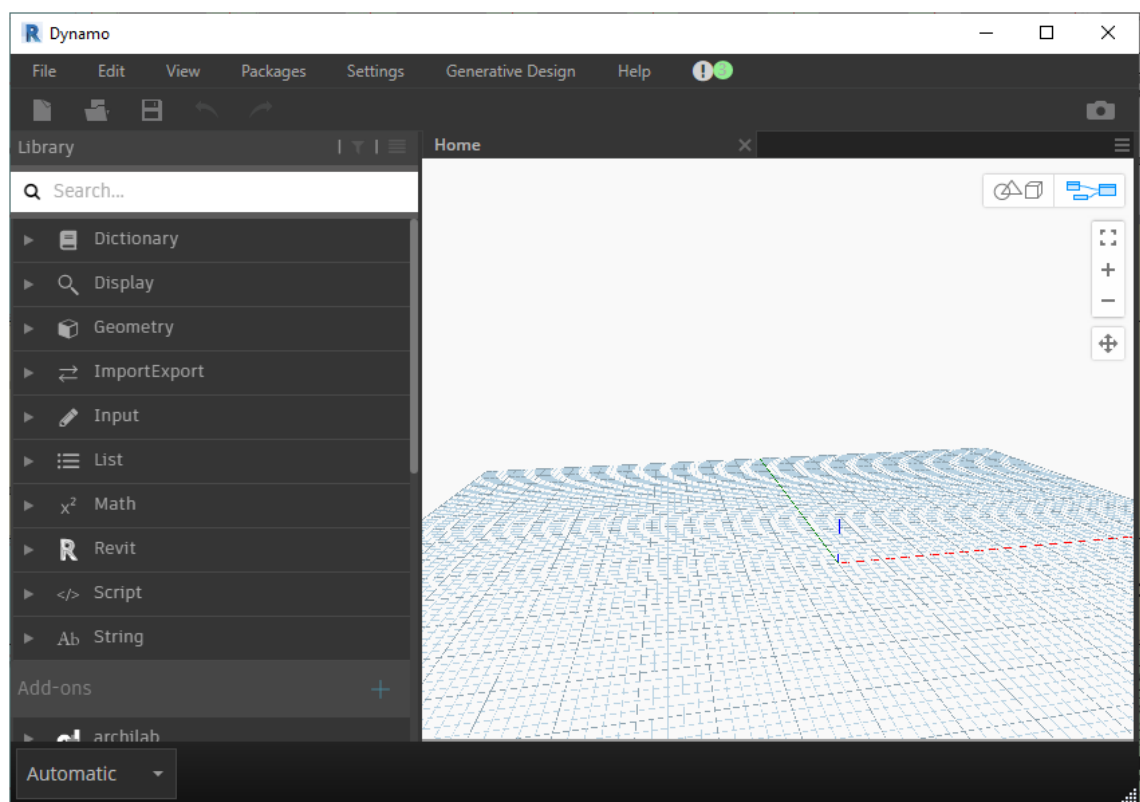 Dynamo
File Edit View Packages Settings Generative Design Help ! 3
Library
Home
Search...
Dictionary
Display
Geometry
ImportExport
Input
List
x² Math
R Revit
</> Script
Ab String
Add-ons
archilab
Automatic